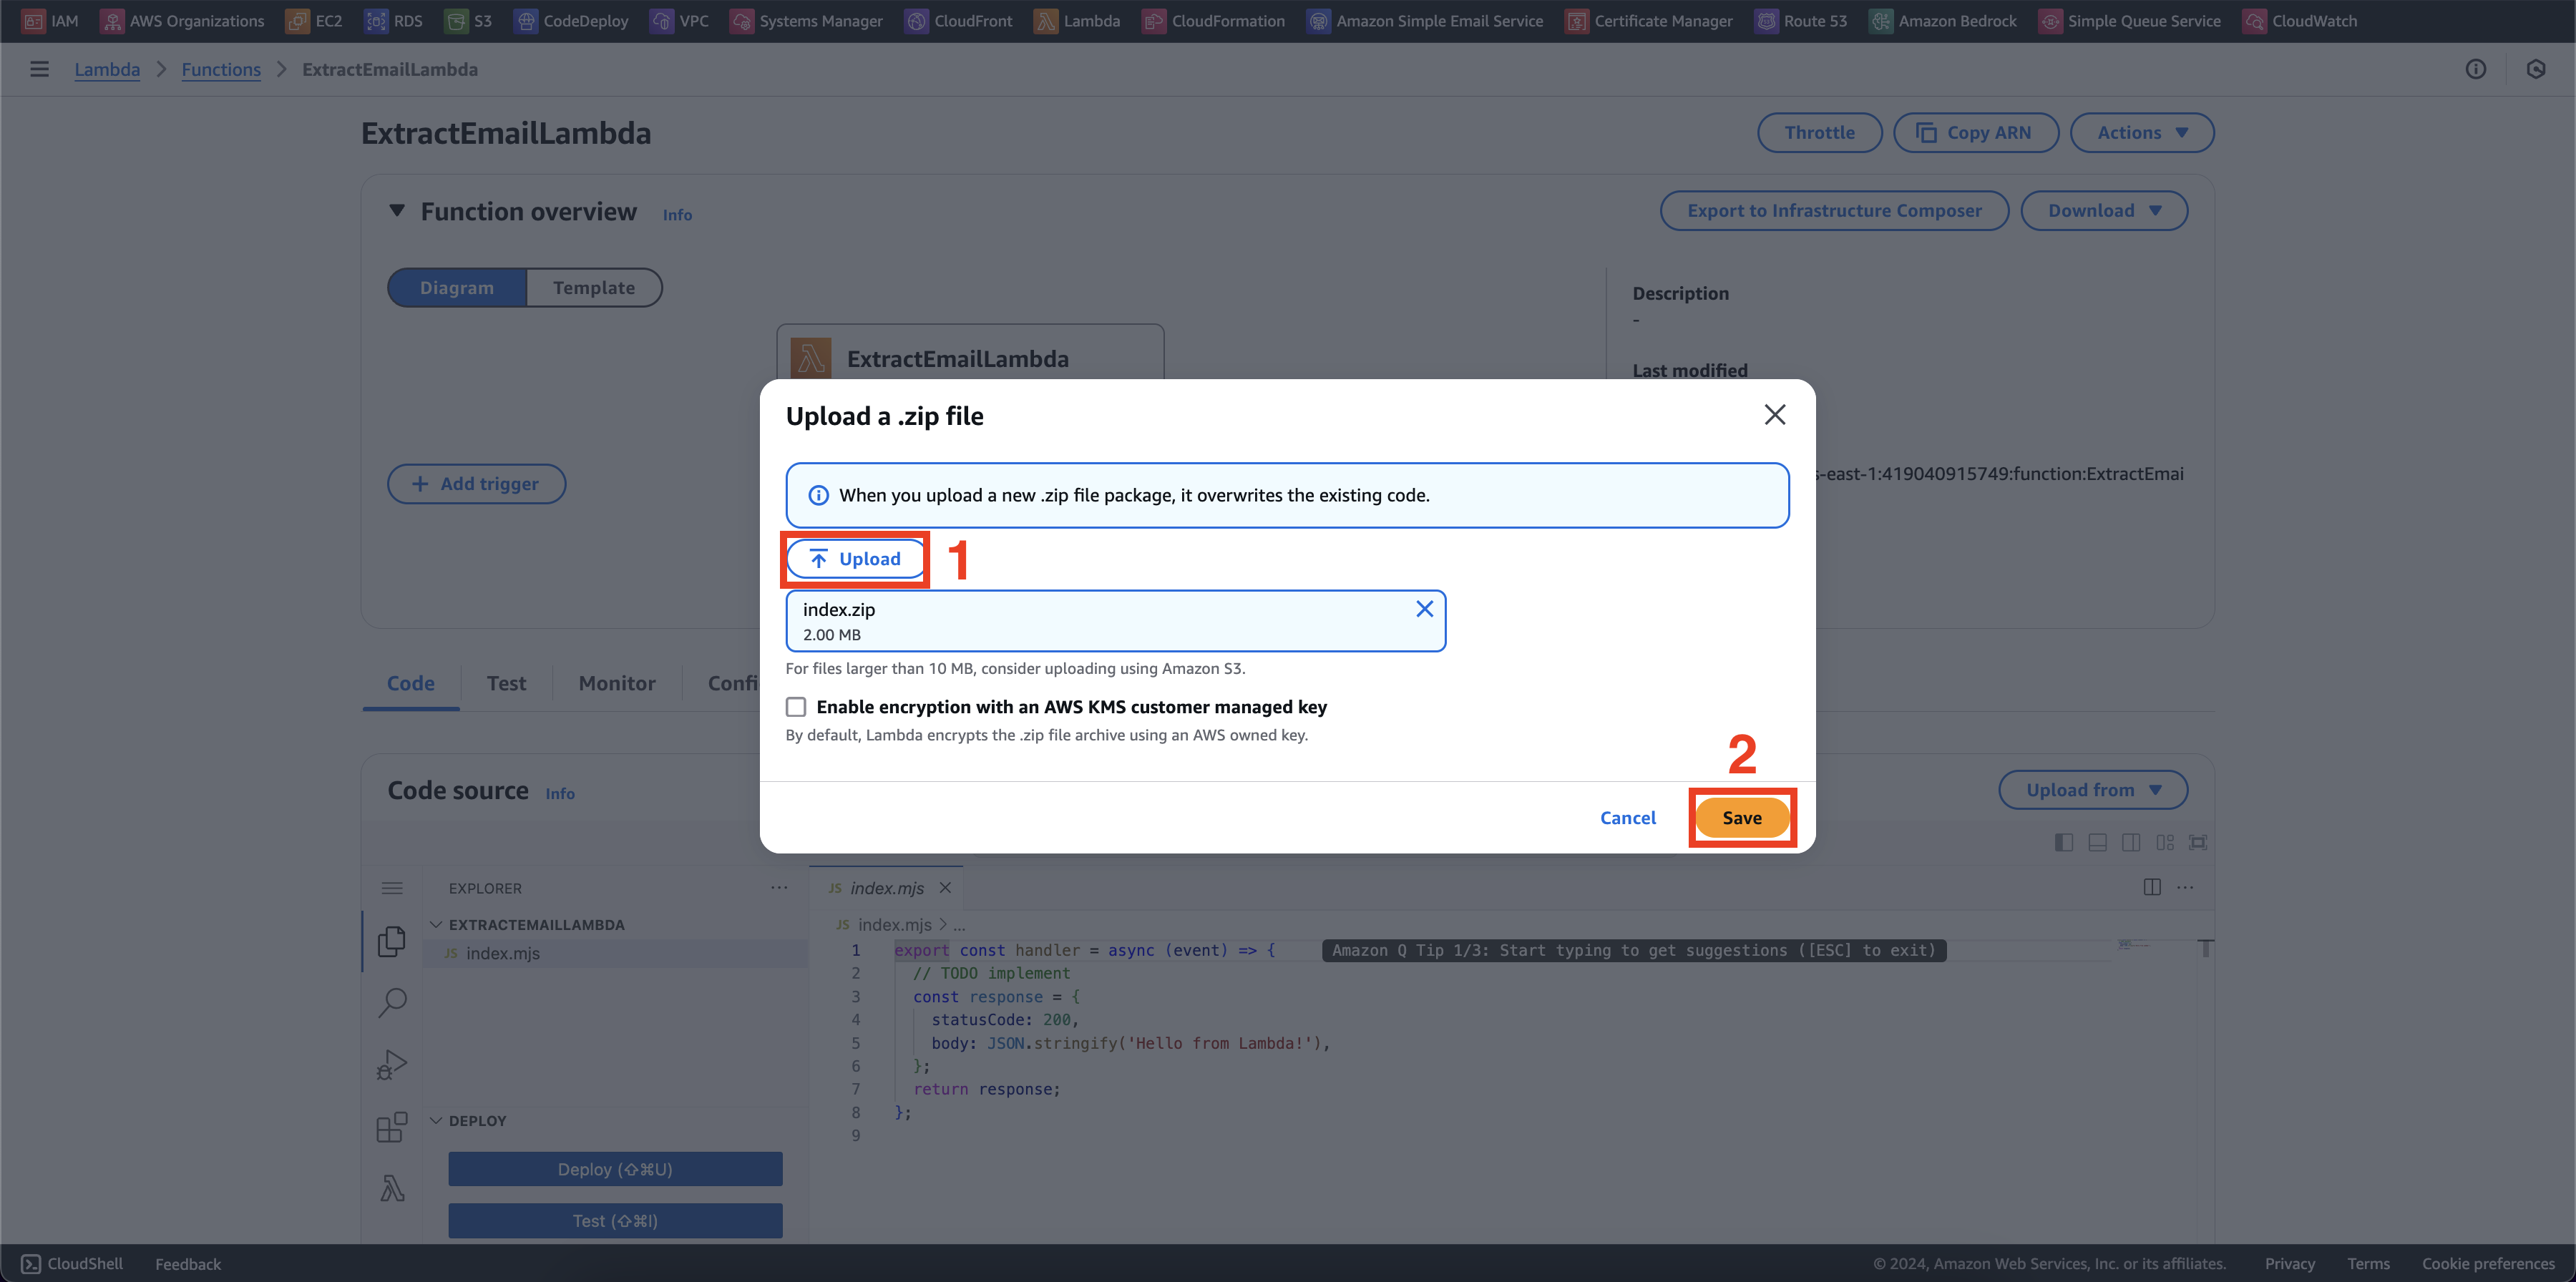 IAM AWS Organizations EC2 RDS S3 CodeDeploy VPC Systems Manager CloudFront Lambda CloudFormation Amazon Simple Email Service Certificate Manager Route 53 Amazon Bedrock Simple Queue Service CloudWatch
Lambda > Functions > ExtractEmailLambda
ExtractEmailLambda
Throttle Copy ARN Actions
Function overview Info
Export to Infrastructure Composer Download
Diagram Template
Description
-
ExtractEmailLambda
Last modified
Upload a .zip file
s-east-1:419040915749:function:ExtractEmai
+ Add trigger
When you upload a new .zip file package, it overwrites the existing code.
Upload 1
index.zip
2.00 MB
For files larger than 10 MB, consider uploading using Amazon S3.
Code Test Monitor Confi
Enable encryption with an AWS KMS customer managed key
By default, Lambda encrypts the .zip file archive using an AWS owned key.
2
Cancel Save
Code source Info
Upload from
EXPLORER ...
JS index.mjs
EXTRACTEMAILLAMBDA
JS index.mjs
JS index.mjs > ...
1 export const handler = async (event) => { Amazon Q Tip 1/3: Start typing to get suggestions ([ESC] to exit)
2 // TODO implement
3 const response = {
4 statusCode: 200,
5 body: JSON.stringify('Hello from Lambda!'),
6 };
7 return response;
8 };
9
DEPLOY
Deploy (⇧⌘U)
Test (⇧⌘I)
CloudShell Feedback © 2024, Amazon Web Services, Inc. or its affiliates. Privacy Terms Cookie preferences